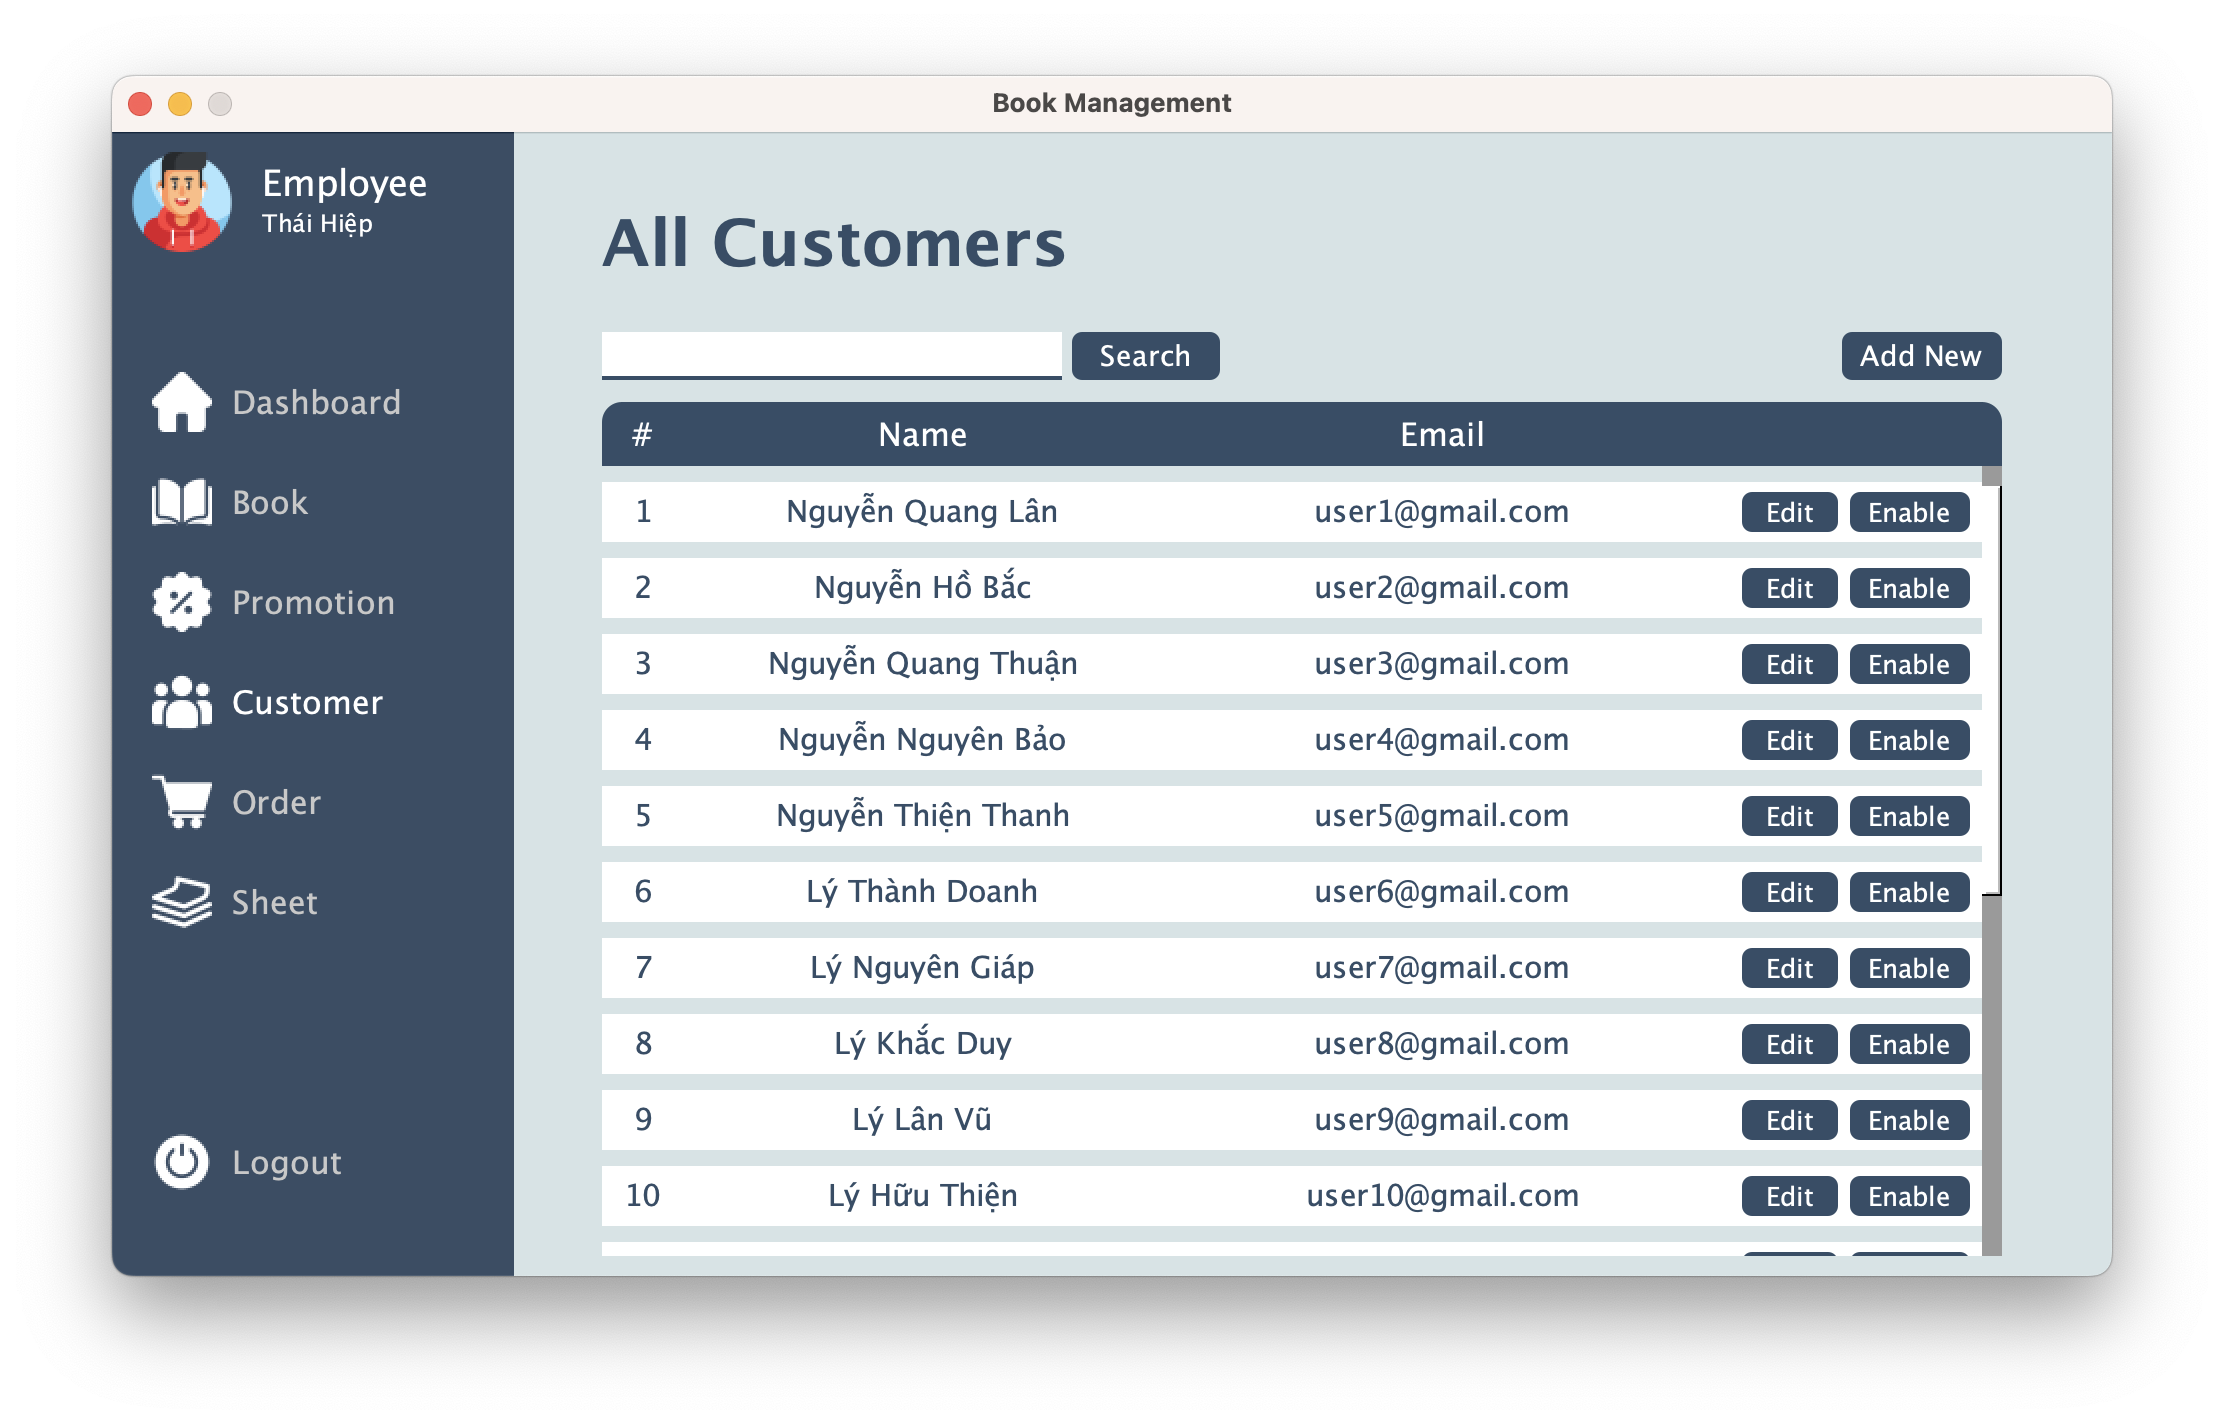 Book Management
Employee
Thái Hiệp
Dashboard
Book
Promotion
Customer
Order
Sheet
Logout
All Customers
Search
Add New
# Name Email
1 Nguyễn Quang Lân user1@gmail.com Edit Enable
2 Nguyễn Hồ Bắc user2@gmail.com Edit Enable
3 Nguyễn Quang Thuận user3@gmail.com Edit Enable
4 Nguyễn Nguyên Bảo user4@gmail.com Edit Enable
5 Nguyễn Thiện Thanh user5@gmail.com Edit Enable
6 Lý Thành Doanh user6@gmail.com Edit Enable
7 Lý Nguyên Giáp user7@gmail.com Edit Enable
8 Lý Khắc Duy user8@gmail.com Edit Enable
9 Lý Lân Vũ user9@gmail.com Edit Enable
10 Lý Hữu Thiện user10@gmail.com Edit Enable